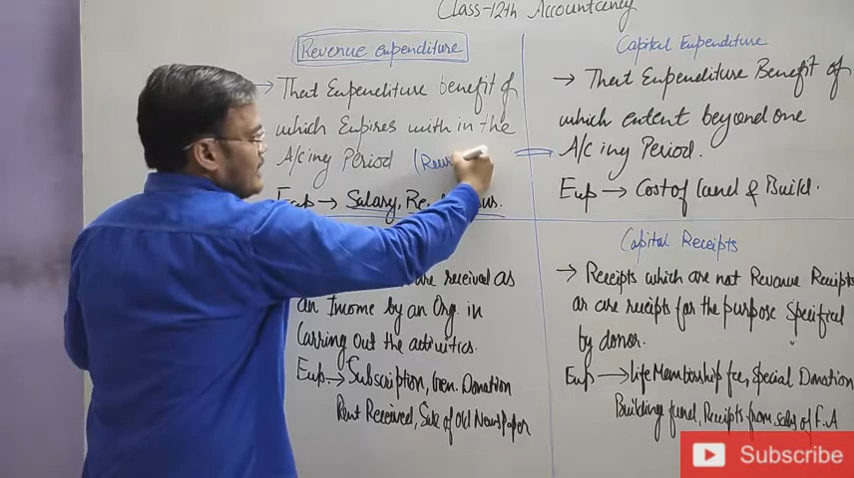 Class-12th Accountancy
Revenue expenditure
→ That Expenditure benefit of
which Expires with in the
A/cing Period (Reu
Exp → Salary, Re
are received as
an Income by an Org. in
Carring out the activitics.
Exp. → Subscription, Gen. Donation
Rent Received, Sale of Old NewsPaper
Capital Expenditure
→ That Expenditure Benefit of
which extent beyond one
A/c ing Period.
Exp → Cost of land & Build.
Capital Receipts
→ Receipts which are not Revenue Receipts
or are receipts for the purpose Specified
by donor.
Exp → life Membership fee, Special Donation
Building fund, Receipts from sales of F.A
Subscribe